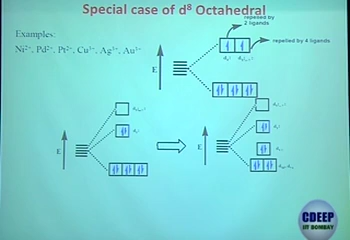 Special case of d⁸ Octahedral
repelled by
2 ligands
Examples:
Ni²⁺, Pd²⁺, Pt²⁺, Cu³⁺, Ag³⁺, Au³⁺
repelled by 4 ligands
E
E
E
CDEEP
IIT BOMBAY